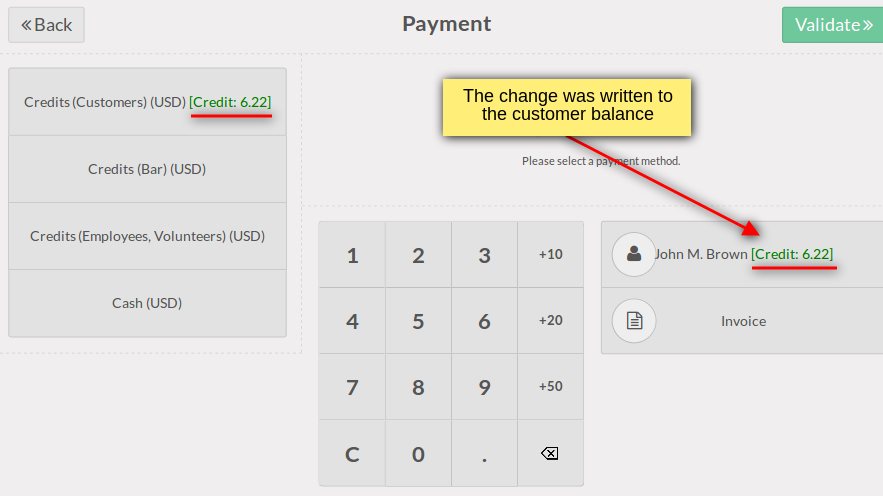 «Back
Payment
Validate»
Credits (Customers) (USD) [Credit: 6.22]
Credits (Bar) (USD)
Credits (Employees, Volunteers) (USD)
Cash (USD)
The change was written to
the customer balance
Please select a payment method.
1 2 3 +10
4 5 6 +20
7 8 9 +50
C 0 .
John M. Brown [Credit: 6.22]
Invoice